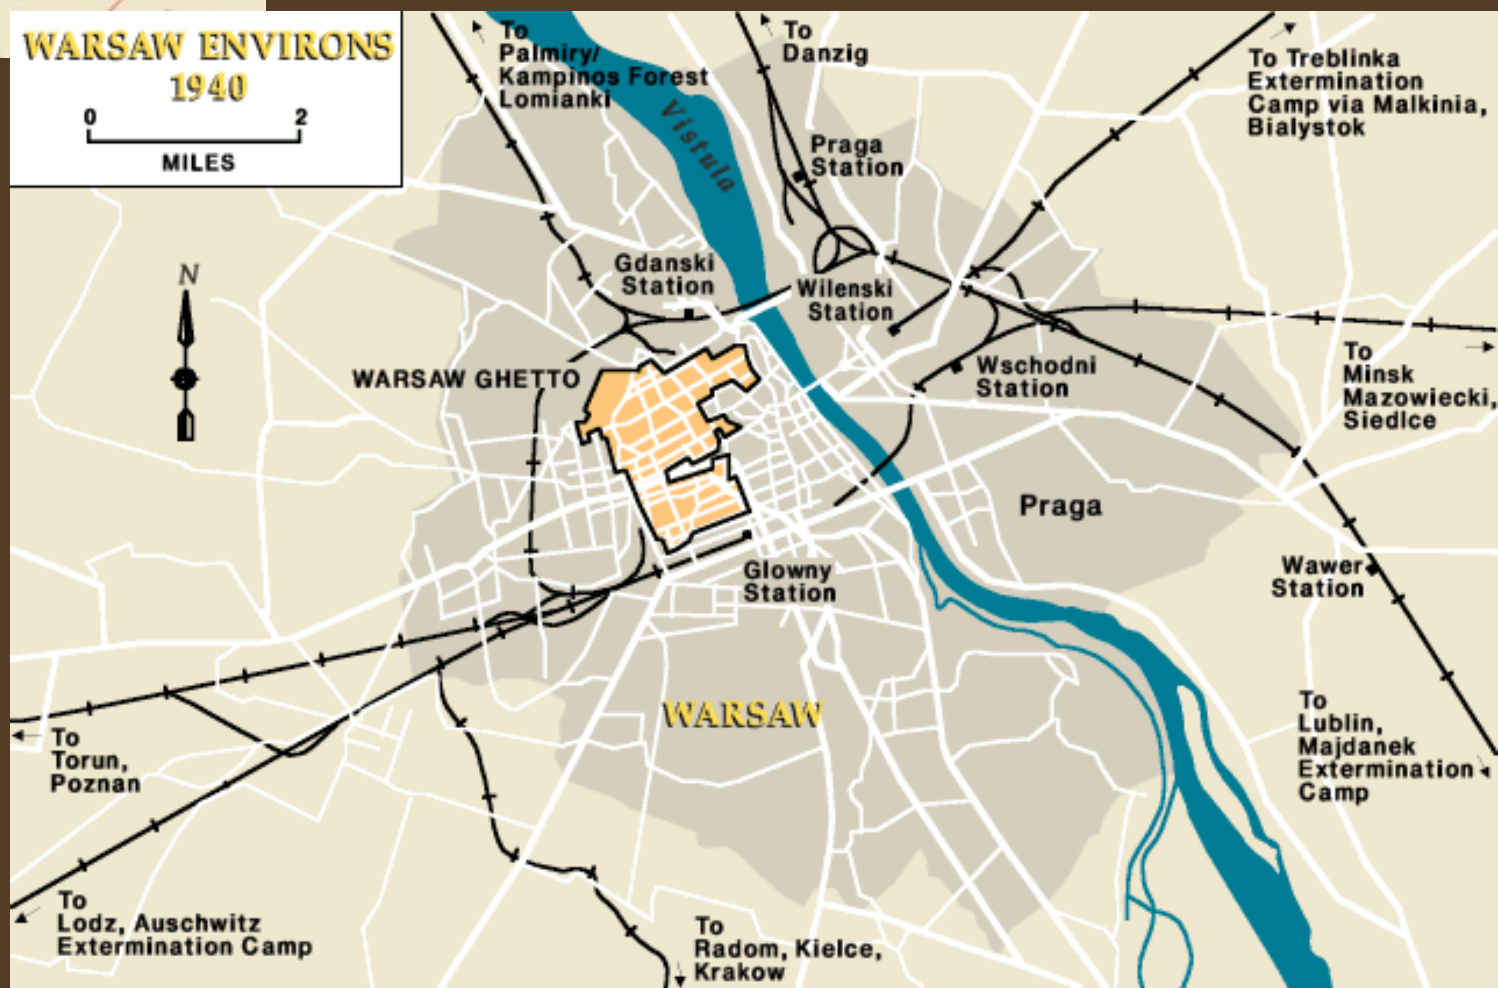 WARSAW ENVIRONS
1940
0 2
MILES
To
Palmiry/
Kampinos Forest
Lomianki
To
Danzig
To Treblinka
Extermination
Camp via Malkinia,
Bialystok
Vistula
Praga
Station
N
Gdanski
Station
Wilenski
Station
WARSAW GHETTO
Wschodni
Station
To
Minsk
Mazowiecki,
Siedlce
Praga
Glowny
Station
Wawer
Station
WARSAW
To
Torun,
Poznan
To
Lublin,
Majdanek
Extermination
Camp
To
Lodz, Auschwitz
Extermination Camp
To
Radom, Kielce,
Krakow